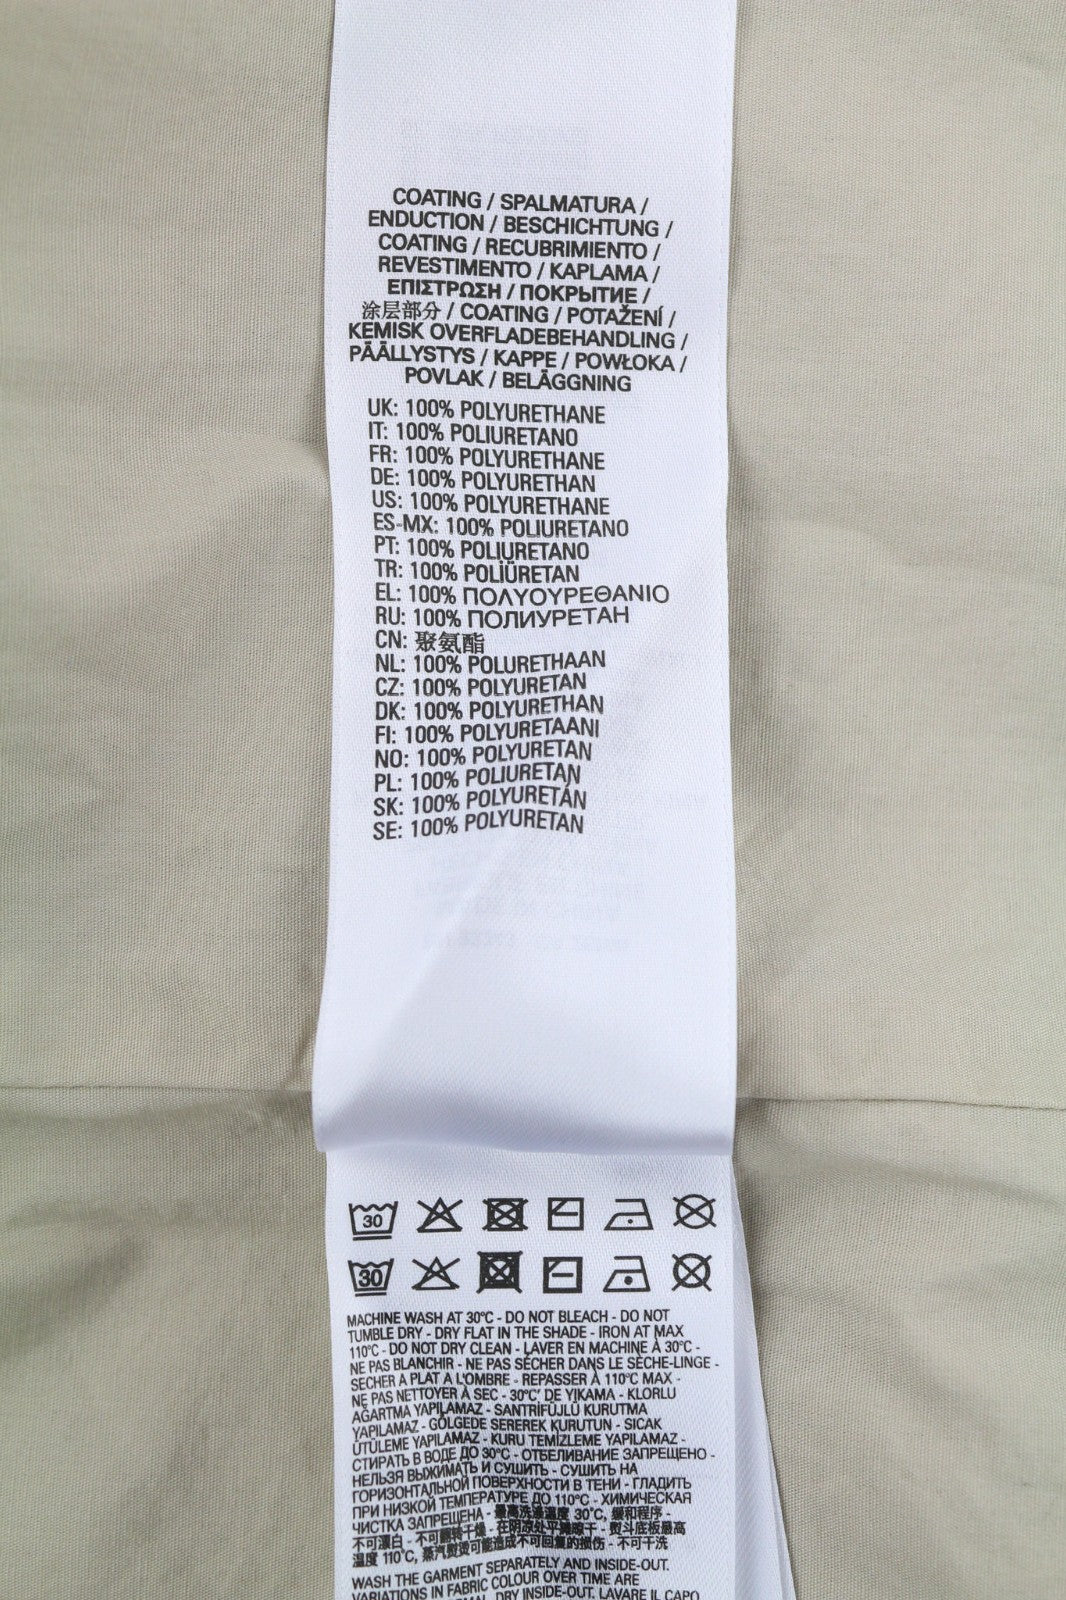 COATING / SPALMATURA /
ENDUCTION / BESCHICHTUNG /
COATING / RECUBRIMIENTO /
REVESTIMENTO / KAPLAMA /
ΕΠΙΣΤΡΩΣΗ / ПОКРЫТИЕ /
涂层部分 / COATING / POTAŽENÍ /
KEMISK OVERFLADEBEHANDLING /
PÄÄLLYSTYS / KAPPE / POWŁOKA /
POVLAK / BELÄGGNING
UK: 100% POLYURETHANE
IT: 100% POLIURETANO
FR: 100% POLYURETHANE
DE: 100% POLYURETHAN
US: 100% POLYURETHANE
ES-MX: 100% POLIURETANO
PT: 100% POLIURETANO
TR: 100% POLİÜRETAN
EL: 100% ΠΟΛΥΟΥΡΕΘΑΝΙΟ
RU: 100% ПОЛИУРЕТАН
CN: 聚氨酯
NL: 100% POLURETHAAN
CZ: 100% POLYURETAN
DK: 100% POLYURETHAN
FI: 100% POLYURETAANI
NO: 100% POLYURETAN
PL: 100% POLIURETAN
SK: 100% POLYURETÁN
SE: 100% POLYURETAN
30
30
MACHINE WASH AT 30°C - DO NOT BLEACH - DO NOT
TUMBLE DRY - DRY FLAT IN THE SHADE - IRON AT MAX
110°C - DO NOT DRY CLEAN - LAVER EN MACHINE À 30°C -
NE PAS BLANCHIR - NE PAS SÉCHER DANS LE SÈCHE-LINGE -
SECHER A PLAT A L'OMBRE - REPASSER À 110°C MAX -
NE PAS NETTOYER À SEC - 30°C' DE YIKAMA - KLORLU
AĞARTMA YAPILAMAZ - SANTRİFÜJLÜ KURUTMA
YAPILAMAZ - GÖLGEDE SEREREK KURUTUN - SICAK
ÜTÜLEME YAPILAMAZ - KURU TEMİZLEME YAPILAMAZ -
СТИРАТЬ В ВОДЕ ДО 30°C - ОТБЕЛИВАНИЕ ЗАПРЕЩЕНО -
НЕЛЬЗЯ ВЫЖИМАТЬ И СУШИТЬ - СУШИТЬ НА
ГОРИЗОНТАЛЬНОЙ ПОВЕРХНОСТИ В ТЕНИ - ГЛАДИТЬ
ПРИ НИЗКОЙ ТЕМПЕРАТУРЕ ДО 110°C - ХИМИЧЕСКАЯ
ЧИСТКА ЗАПРЕЩЕНА - 最高洗涤温度 30°C, 缓和程序 -
不可漂白 - 不可翻转干燥 - 在阴凉处平摊晾干 - 熨斗底板最高
温度 110°C, 蒸汽熨烫可能造成不可回复的损伤 - 不可干洗
WASH THE GARMENT SEPARATELY AND INSIDE-OUT.
VARIATIONS IN FABRIC COLOUR OVER TIME ARE
DRY INSIDE-OUT. LAVARE IL CAPO